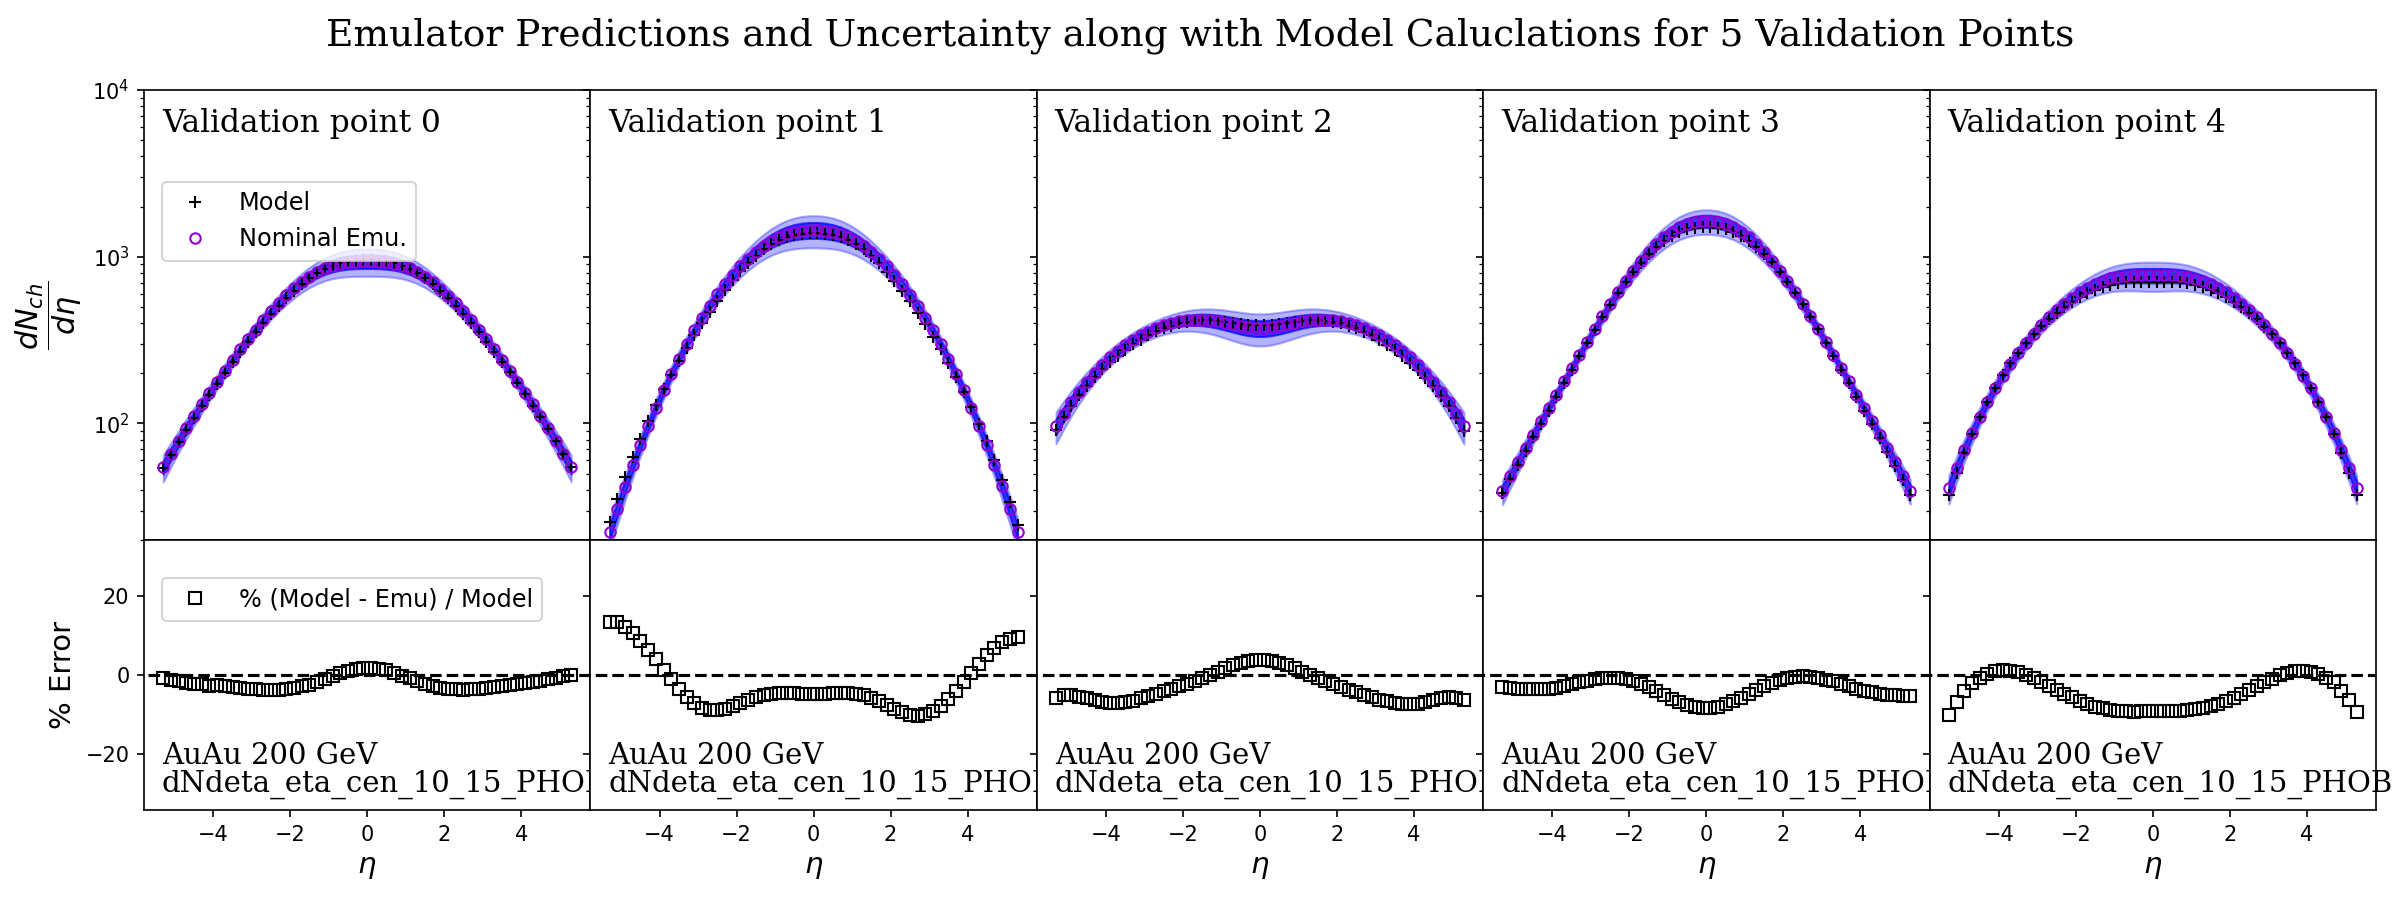 Emulator Predictions and Uncertainty along with Model Caluclations for 5 Validation Points
Validation point 0
Validation point 1
Validation point 2
Validation point 3
Validation point 4
Model
Nominal Emu.
10^4
10^3
10^2
dN_ch
dη
% (Model - Emu) / Model
20
0
−20
% Error
AuAu 200 GeV
dNdeta_eta_cen_10_15_PHO
AuAu 200 GeV
dNdeta_eta_cen_10_15_PHO
AuAu 200 GeV
dNdeta_eta_cen_10_15_PHO
AuAu 200 GeV
dNdeta_eta_cen_10_15_PHO
AuAu 200 GeV
dNdeta_eta_cen_10_15_PHOB
−4 −2 0 2 4
−4 −2 0 2 4
−4 −2 0 2 4
−4 −2 0 2 4
−4 −2 0 2 4
η
η
η
η
η